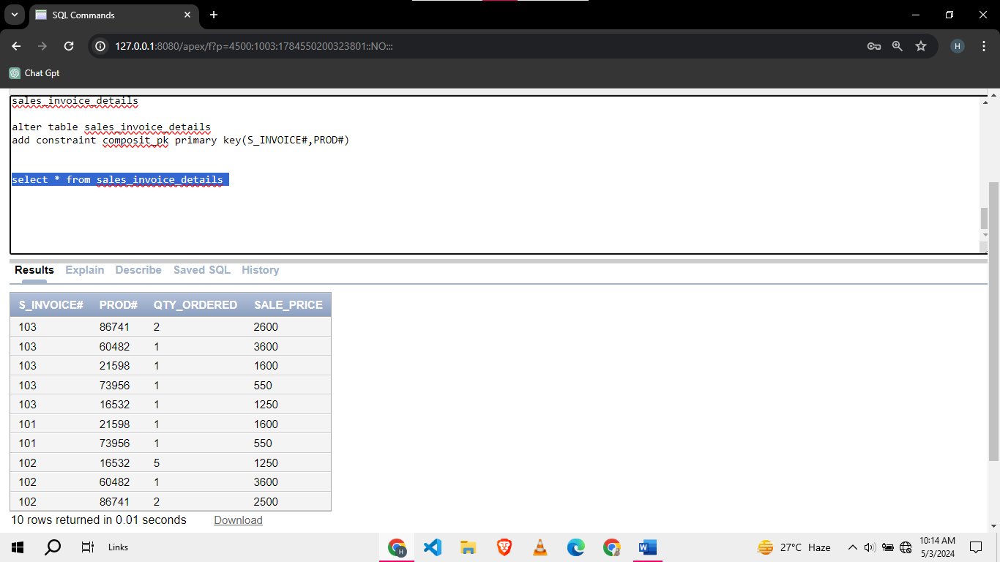 SQL Commands
127.0.0.1:8080/apex/f?p=4500:1003:1784550200323801::NO:::
H
Chat Gpt
sales_invoice_details
alter table sales_invoice_details
add constraint composit_pk primary key(S_INVOICE#,PROD#)
select * from sales_invoice_details
Results Explain Describe Saved SQL History
S_INVOICE# PROD# QTY_ORDERED SALE_PRICE
103 86741 2 2600
103 60482 1 3600
103 21598 1 1600
103 73956 1 550
103 16532 1 1250
101 21598 1 1600
101 73956 1 550
102 16532 5 1250
102 60482 1 3600
102 86741 2 2500
10 rows returned in 0.01 seconds Download
Links
H
W
27°C Haze
10:14 AM
5/3/2024